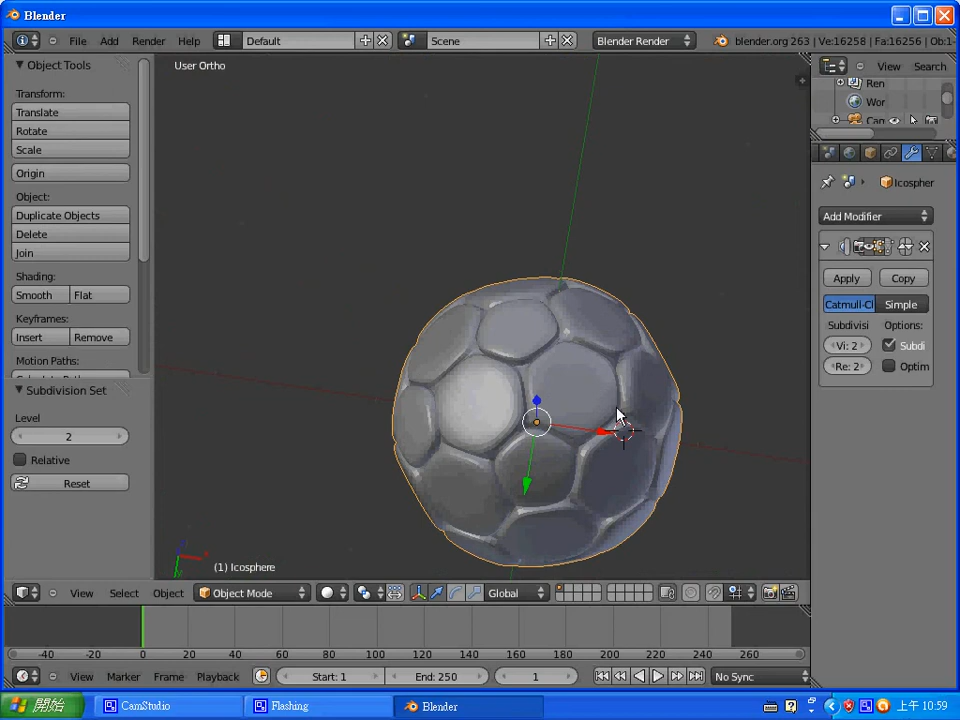 Blender
File Add Render Help Default Scene Blender Render blender.org 263 | Ve:16258 | Fa:16256 | Ob:1-
Object Tools
Transform:
Translate
Rotate
Scale
Origin
Object:
Duplicate Objects
Delete
Join
Shading:
Smooth Flat
Keyframes:
Insert Remove
Motion Paths:
Subdivision Set
Level
2
Relative
Reset
User Ortho
(1) Icosphere
View Search
Ren
Wor
Can
Icospher
Add Modifier
Apply Copy
Catmull-Cl Simple
Subdivisi Options:
Vi: 2 Subdi
Re: 2 Optim
View Select Object Object Mode Global
-40 -20 0 20 40 60 80 100 120 140 160 180 200 220 240 260
View Marker Frame Playback Start: 1 End: 250 1 No Sync
開始 CamStudio Flashing Blender 上午 10:59